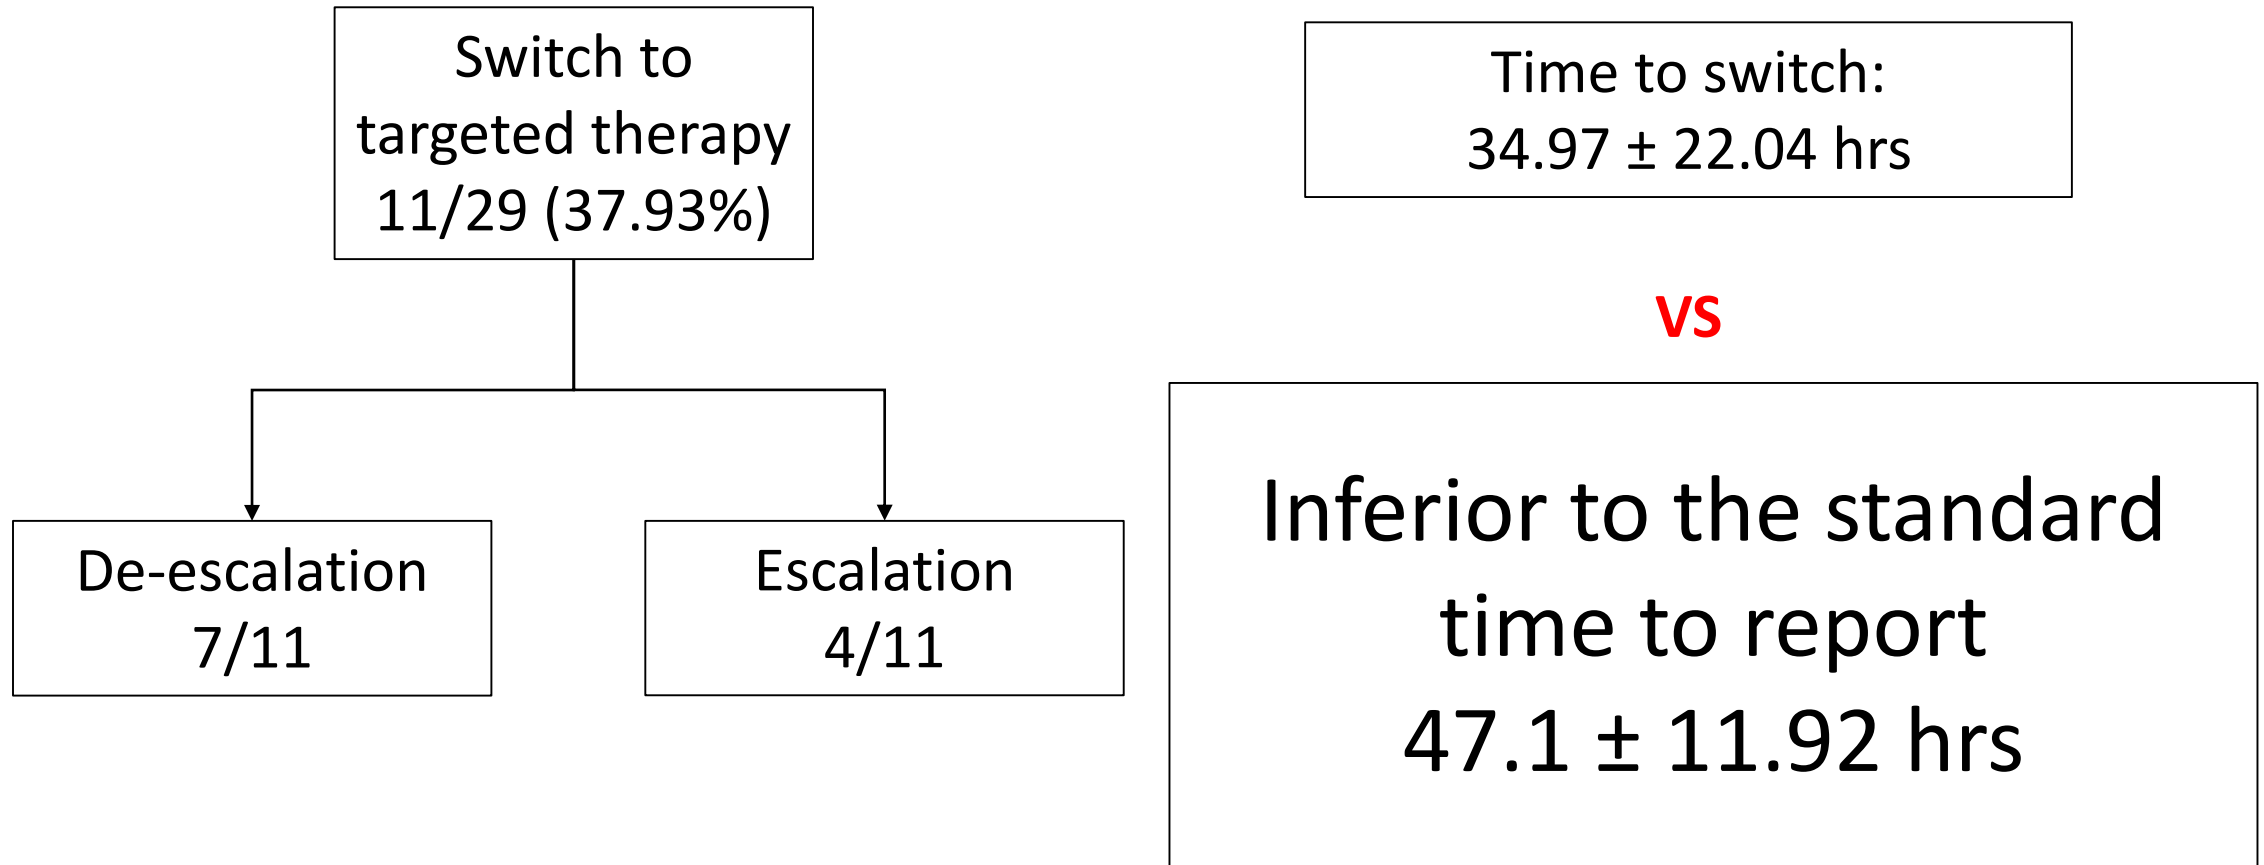 Switch to
targeted therapy
11/29 (37.93%)
De-escalation
7/11
Escalation
4/11
Time to switch:
34.97 ± 22.04 hrs
VS
Inferior to the standard
time to report
47.1 ± 11.92 hrs